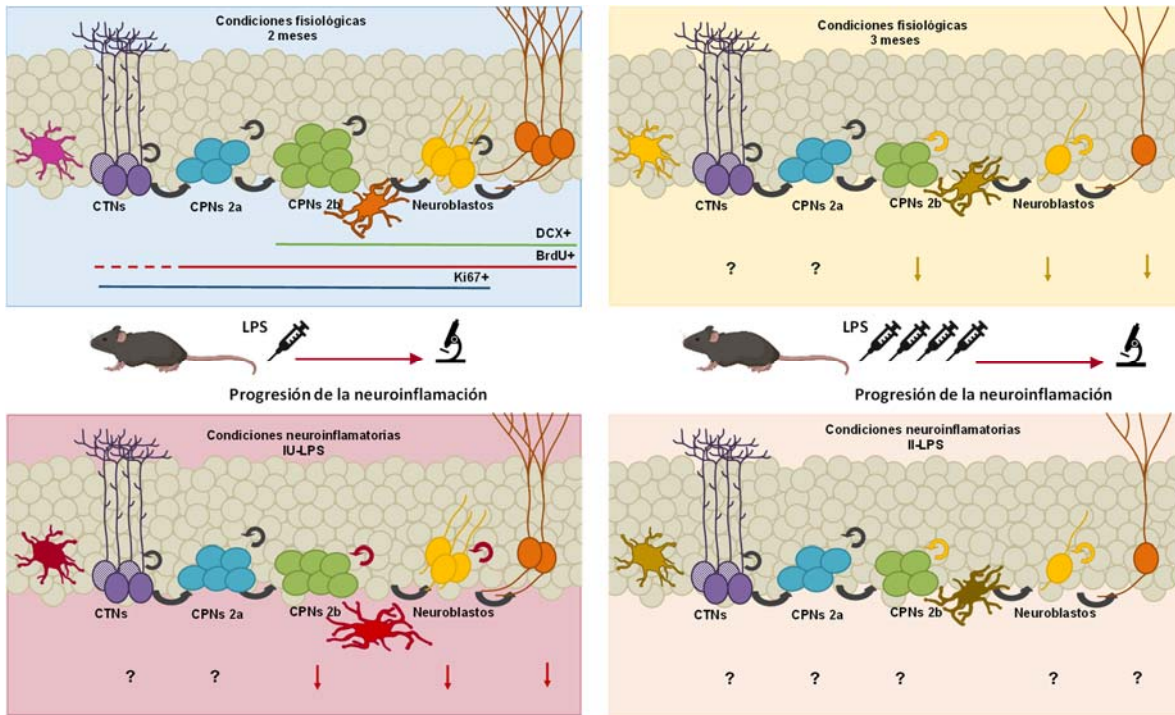 Condiciones fisiológicas
2 meses
CTNs
CPNs 2a
CPNs 2b
Neuroblastos
DCX+
BrdU+
Ki67+
Condiciones fisiológicas
3 meses
CTNs
CPNs 2a
CPNs 2b
Neuroblastos
? ?
LPS
Progresión de la neuroinflamación
LPS
Progresión de la neuroinflamación
Condiciones neuroinflamatorias
IU-LPS
CTNs
CPNs 2a
CPNs 2b
Neuroblastos
? ?
Condiciones neuroinflamatorias
II-LPS
CTNs
CPNs 2a
CPNs 2b
Neuroblastos
? ? ? ? ?